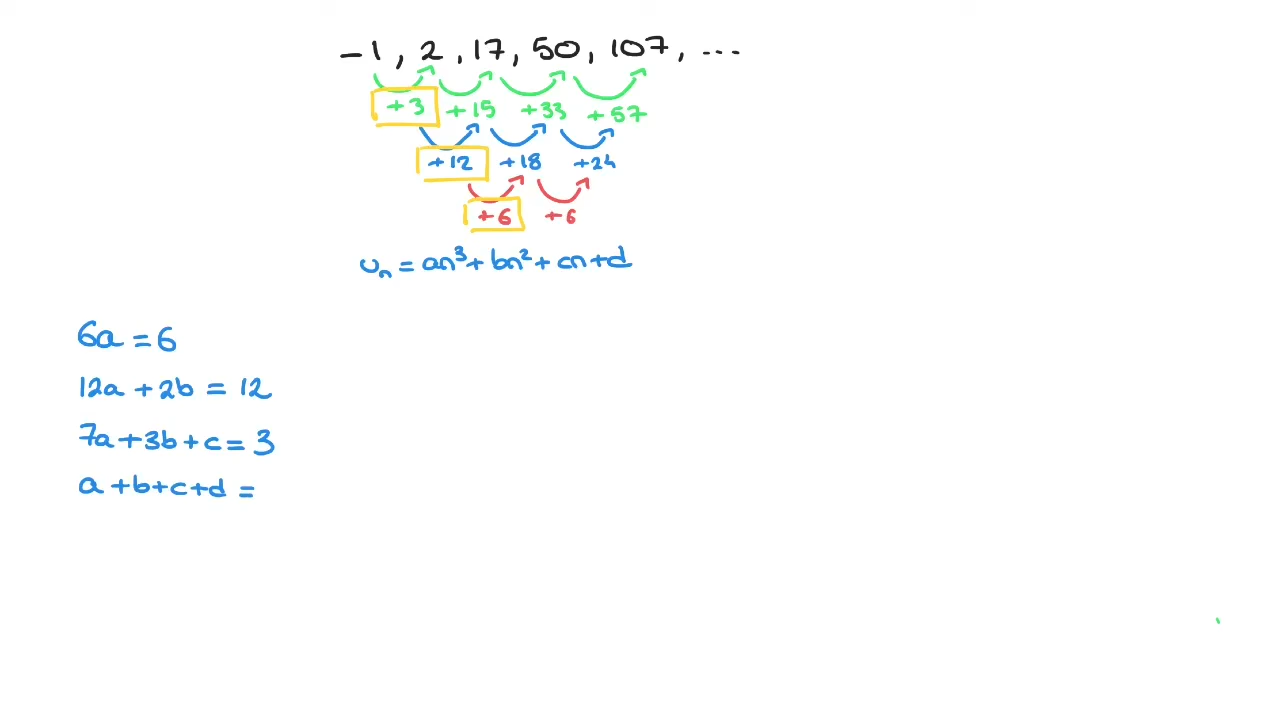 -1, 2, 17, 50, 107, ...
+3 +15 +33 +57
+12 +18 +24
+6 +6
uₙ = an³ + bn² + cn + d
6a = 6
12a + 2b = 12
7a + 3b + c = 3
a + b + c + d =